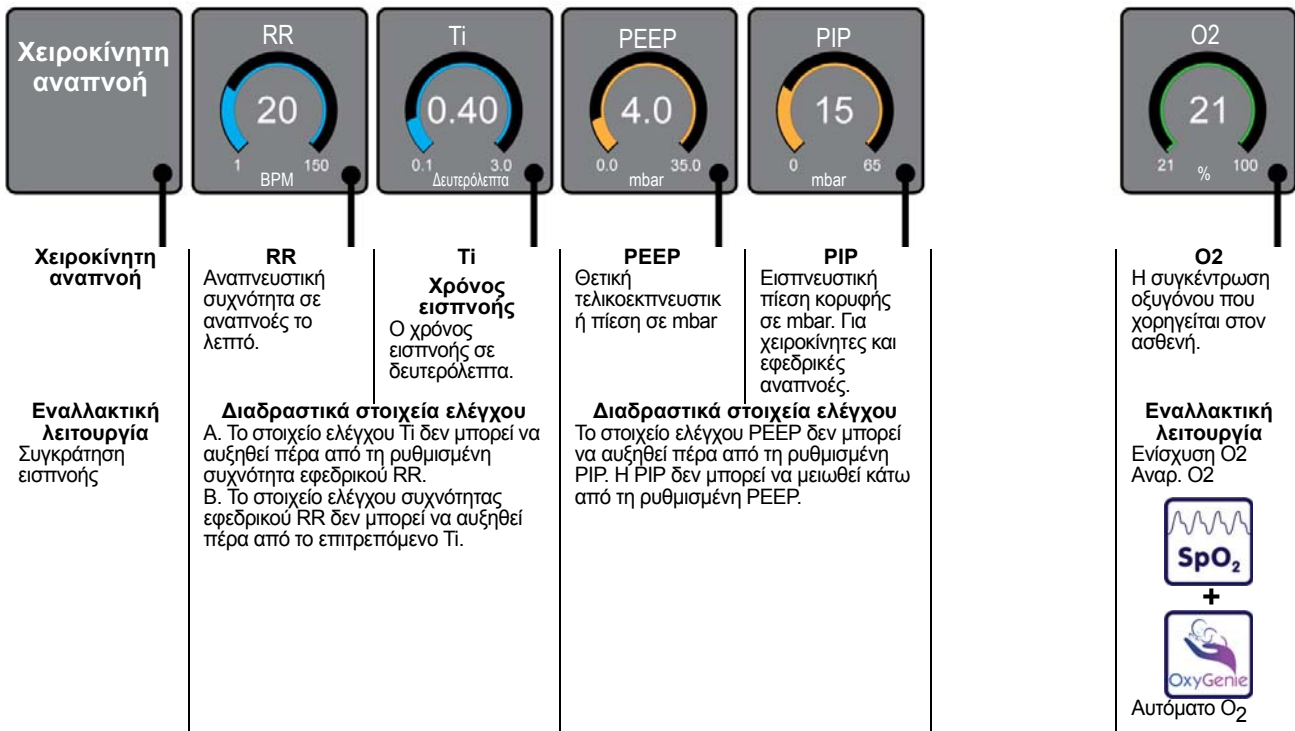 Χειροκίνητη
αναπνοή
RR
20
1 150
BPM
Ti
0.40
0.1 3.0
Δευτερόλεπτα
PEEP
4.0
0.0 35.0
mbar
PIP
15
0 65
mbar
O2
21
21 100
%
Χειροκίνητη
αναπνοή
RR
Αναπνευστική
συχνότητα σε
αναπνοές το
λεπτό.
Ti
Χρόνος
εισπνοής
Ο χρόνος
εισπνοής σε
δευτερόλεπτα.
PEEP
Θετική
τελικοεκπνευστικ
ή πίεση σε mbar
PIP
Εισπνευστική
πίεση κορυφής
σε mbar. Για
χειροκίνητες και
εφεδρικές
αναπνοές.
O2
Η συγκέντρωση
οξυγόνου που
χορηγείται στον
ασθενή.
Εναλλακτική
λειτουργία
Συγκράτηση
εισπνοής
Διαδραστικά στοιχεία ελέγχου
Α. Το στοιχείο ελέγχου Ti δεν μπορεί να
αυξηθεί πέρα από τη ρυθμισμένη
συχνότητα εφεδρικού RR.
Β. Το στοιχείο ελέγχου συχνότητας
εφεδρικού RR δεν μπορεί να αυξηθεί
πέρα από το επιτρεπόμενο Ti.
Διαδραστικά στοιχεία ελέγχου
Το στοιχείο ελέγχου PEEP δεν μπορεί
να αυξηθεί πέρα από τη ρυθμισμένη
PIP. Η PIP δεν μπορεί να μειωθεί κάτω
από τη ρυθμισμένη PEEP.
Εναλλακτική
λειτουργία
Ενίσχυση O2
Αναρ. O2
SpO₂
+
OxyGenie
Αυτόματο O₂